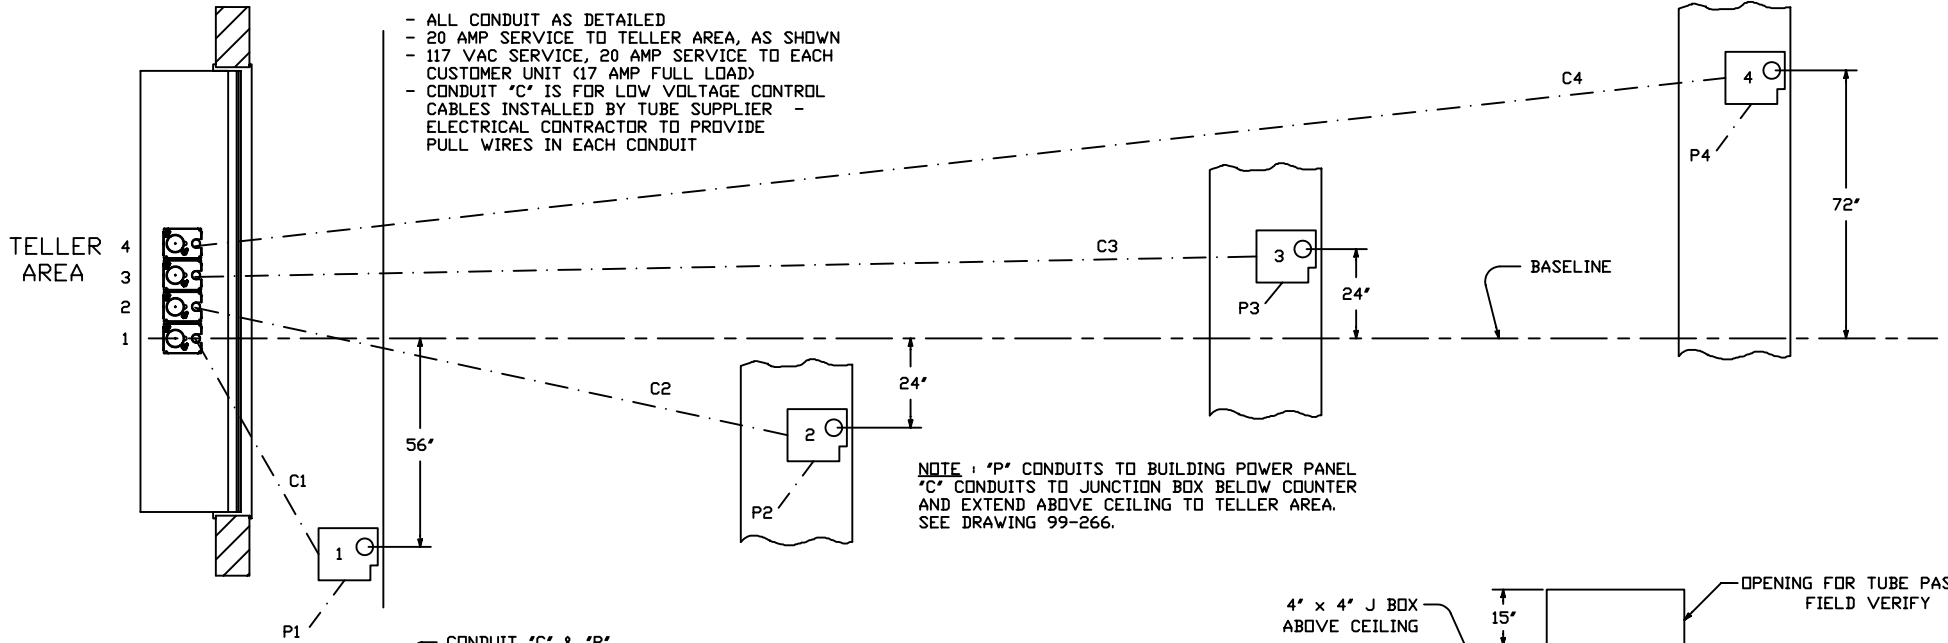 - ALL CONDUIT AS DETAILED
- 20 AMP SERVICE TO TELLER AREA, AS SHOWN
- 117 VAC SERVICE, 20 AMP SERVICE TO EACH
CUSTOMER UNIT (17 AMP FULL LOAD)
- CONDUIT "C" IS FOR LOW VOLTAGE CONTROL
CABLES INSTALLED BY TUBE SUPPLIER -
ELECTRICAL CONTRACTOR TO PROVIDE
PULL WIRES IN EACH CONDUIT
C4
4
P4
72"
TELLER
AREA
4
3
2
1
C3
3
P3
24"
BASELINE
C2
2
P2
24"
56"
C1
1
P1
NOTE : "P" CONDUITS TO BUILDING POWER PANEL
"C" CONDUITS TO JUNCTION BOX BELOW COUNTER
AND EXTEND ABOVE CEILING TO TELLER AREA.
SEE DRAWING 99-266.
4" x 4" J BOX
ABOVE CEILING
15"
OPENING FOR TUBE PAS
FIELD VERIFY
CONDUIT "C" & "P"